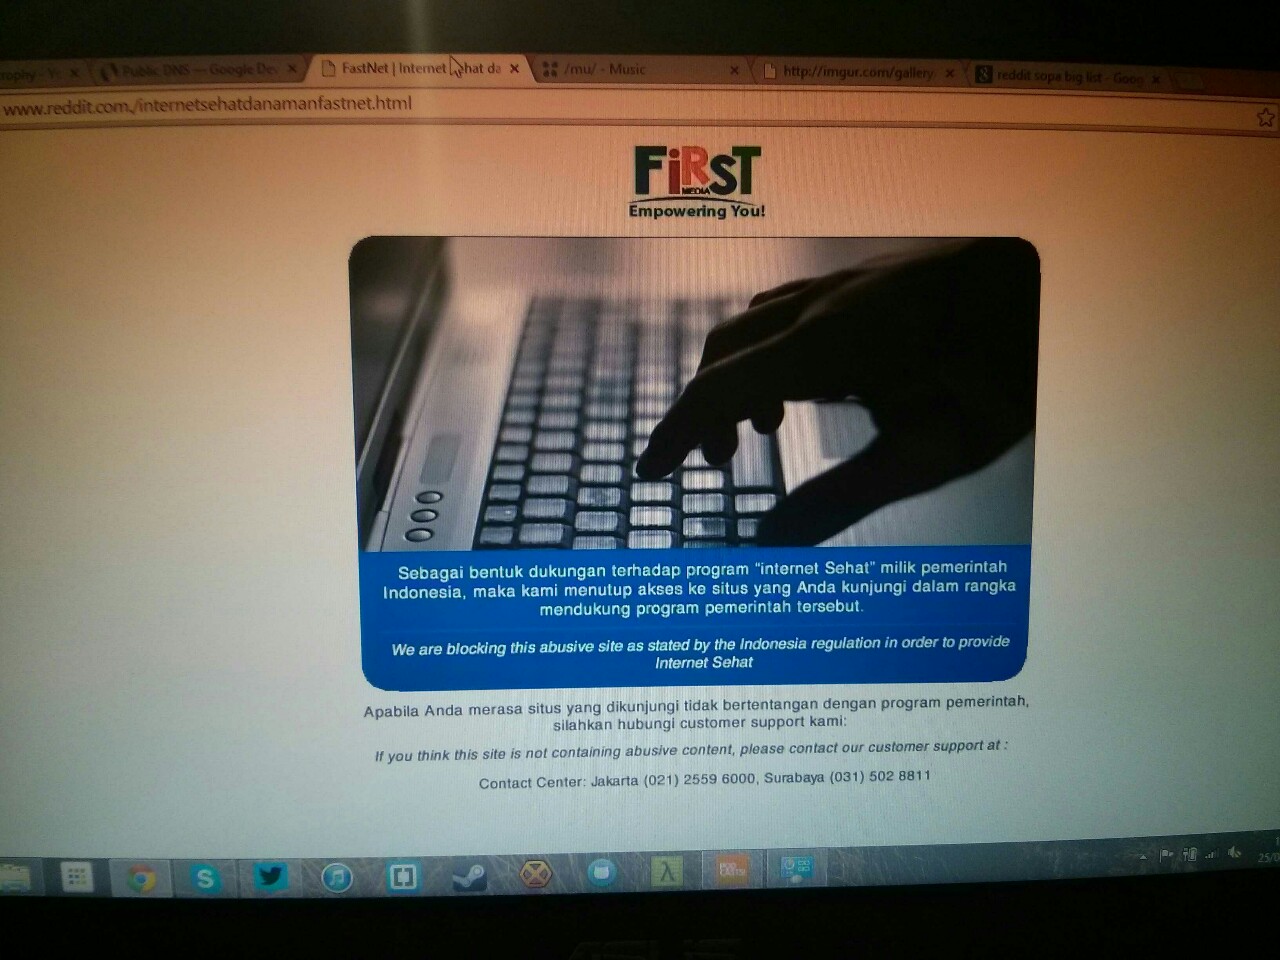 Public DNS — Google Dev
FastNet | Internet Sehat da
/mu/ - Music
http://imgur.com/gallery
reddit sopa big list - Goog
www.reddit.com./internetsehatdanamanfastnet.html
FiRST
MEDIA
Empowering You!
Sebagai bentuk dukungan terhadap program "internet Sehat" milik pemerintah
Indonesia, maka kami menutup akses ke situs yang Anda kunjungi dalam rangka
mendukung program pemerintah tersebut.
We are blocking this abusive site as stated by the Indonesia regulation in order to provide
Internet Sehat
Apabila Anda merasa situs yang dikunjungi tidak bertentangan dengan program pemerintah,
silahkan hubungi customer support kami:
If you think this site is not containing abusive content, please contact our customer support at :
Contact Center: Jakarta (021) 2559 6000, Surabaya (031) 502 8811